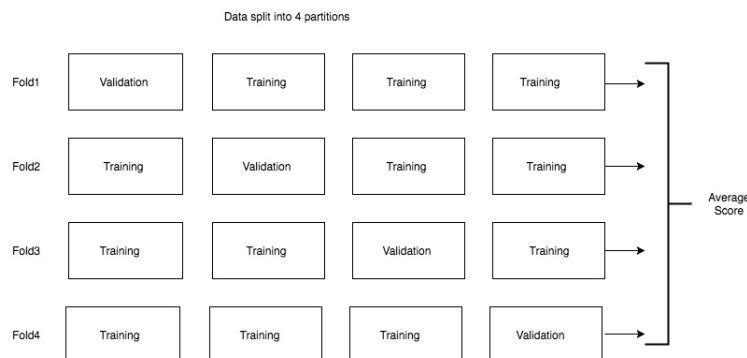 Data split into 4 partitions
Fold1 Validation Training Training Training
Fold2 Training Validation Training Training
Average
Score
Fold3 Training Training Validation Training
Fold4 Training Training Training Validation